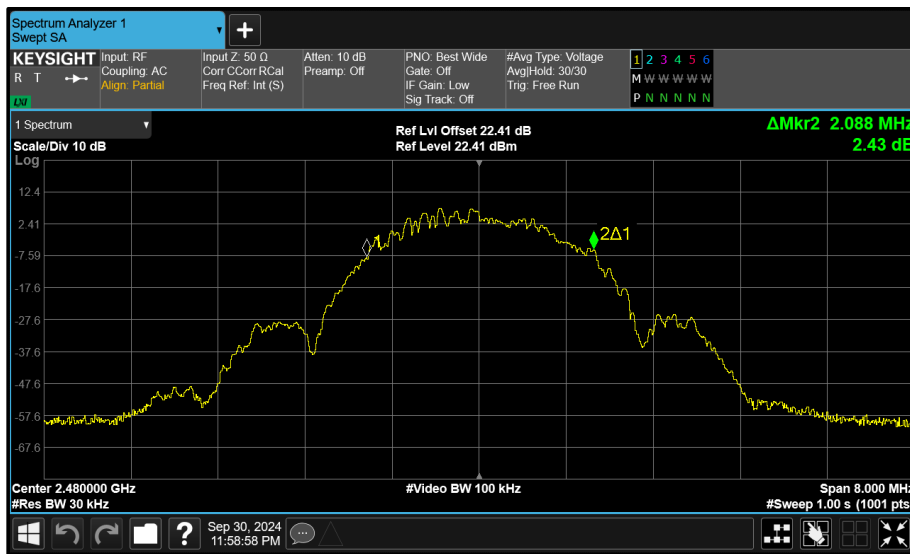 Spectrum Analyzer 1
Swept SA
+
KEYSIGHT
R T
LXI
Input: RF
Coupling: AC
Align: Partial
Input Z: 50 Ω
Corr CCorr RCal
Freq Ref: Int (S)
Atten: 10 dB
Preamp: Off
PNO: Best Wide
Gate: Off
IF Gain: Low
Sig Track: Off
#Avg Type: Voltage
Avg|Hold: 30/30
Trig: Free Run
1 2 3 4 5 6
M W W W W W
P N N N N N
1 Spectrum
Scale/Div 10 dB
Ref Lvl Offset 22.41 dB
Ref Level 22.41 dBm
ΔMkr2 2.088 MHz
2.43 dB
Log
12.4
2.41
-7.59
-17.6
-27.6
-37.6
-47.6
-57.6
-67.6
2Δ1
Center 2.480000 GHz
#Res BW 30 kHz
#Video BW 100 kHz
Span 8.000 MHz
#Sweep 1.00 s (1001 pts
?
Sep 30, 2024
11:58:58 PM